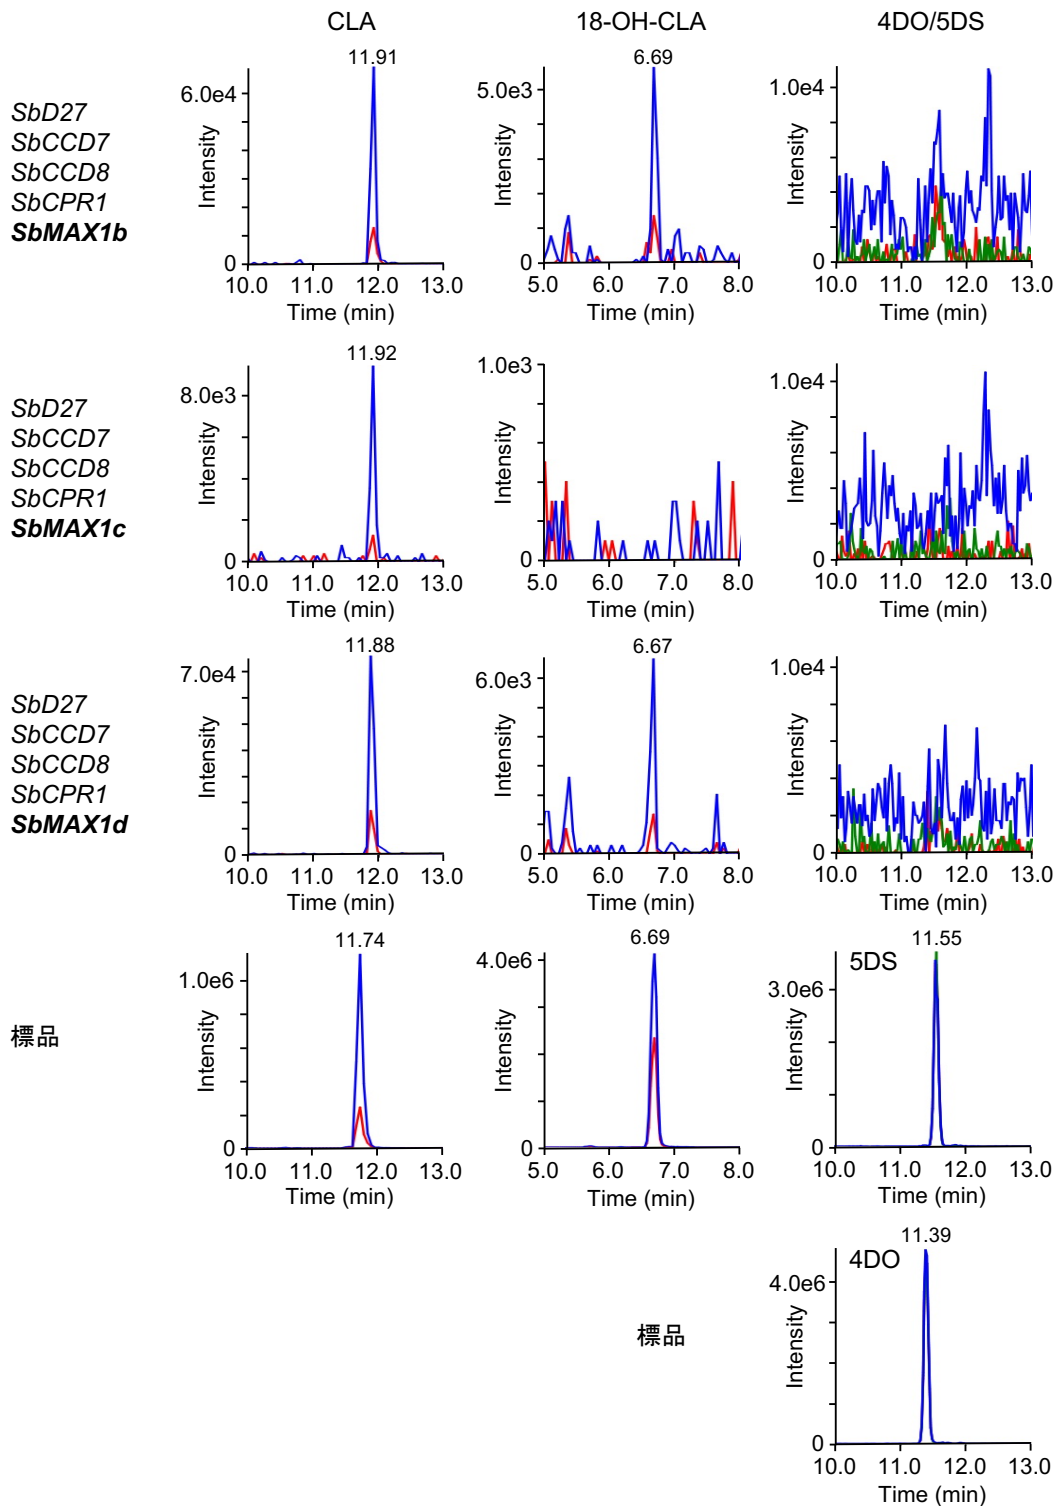 CLA 18-OH-CLA 4DO/5DS
SbD27
SbCCD7
SbCCD8
SbCPR1
SbMAX1b
11.91
6.0e4
0
Intensity
10.0 11.0 12.0 13.0
Time (min)
6.69
5.0e3
0
Intensity
5.0 6.0 7.0 8.0
Time (min)
1.0e4
0
Intensity
10.0 11.0 12.0 13.0
Time (min)
SbD27
SbCCD7
SbCCD8
SbCPR1
SbMAX1c
11.92
8.0e3
0
Intensity
10.0 11.0 12.0 13.0
Time (min)
1.0e3
0
Intensity
5.0 6.0 7.0 8.0
Time (min)
1.0e4
0
Intensity
10.0 11.0 12.0 13.0
Time (min)
SbD27
SbCCD7
SbCCD8
SbCPR1
SbMAX1d
11.88
7.0e4
0
Intensity
10.0 11.0 12.0 13.0
Time (min)
6.67
6.0e3
0
Intensity
5.0 6.0 7.0 8.0
Time (min)
1.0e4
0
Intensity
10.0 11.0 12.0 13.0
Time (min)
標品
11.74
1.0e6
0
Intensity
10.0 11.0 12.0 13.0
Time (min)
6.69
4.0e6
0
Intensity
5.0 6.0 7.0 8.0
Time (min)
11.55
5DS
3.0e6
0
Intensity
10.0 11.0 12.0 13.0
Time (min)
標品
11.39
4DO
4.0e6
0
Intensity
10.0 11.0 12.0 13.0
Time (min)